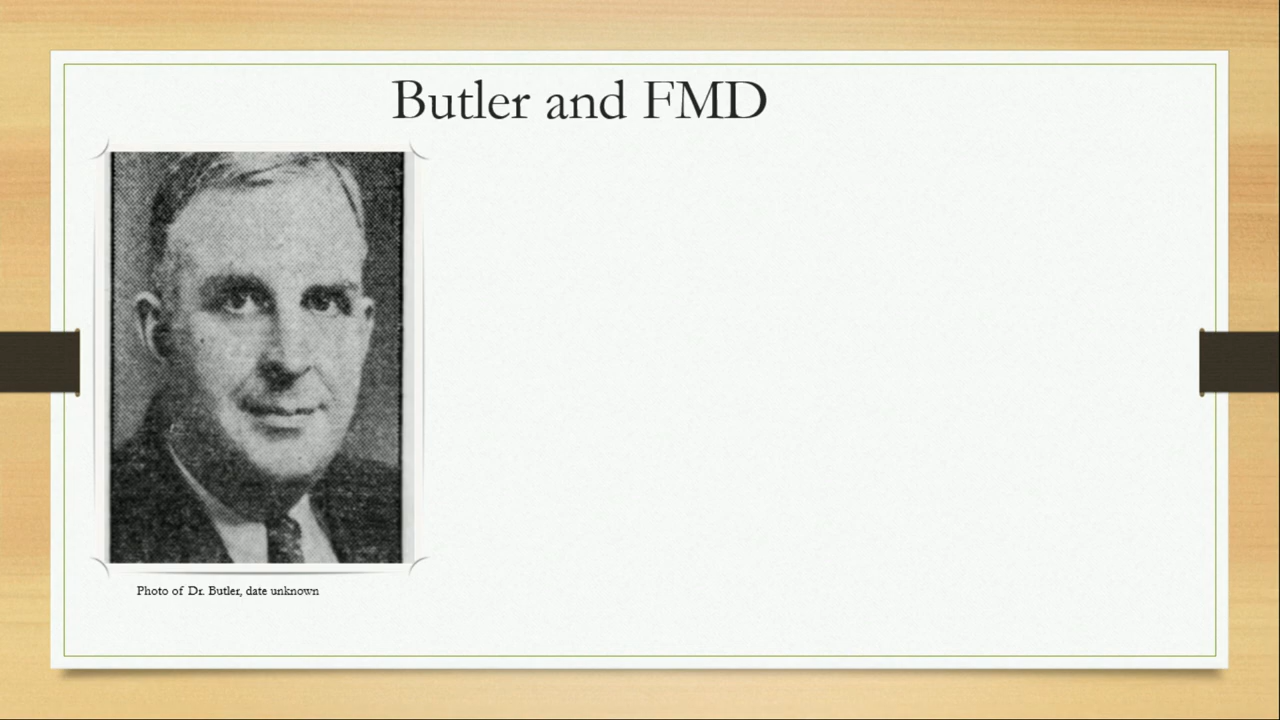 Butler and FMD
Photo of Dr. Butler, date unknown